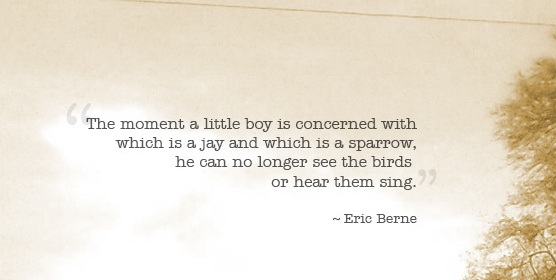 “The moment a little boy is concerned with
which is a jay and which is a sparrow,
he can no longer see the birds
or hear them sing.”
~ Eric Berne